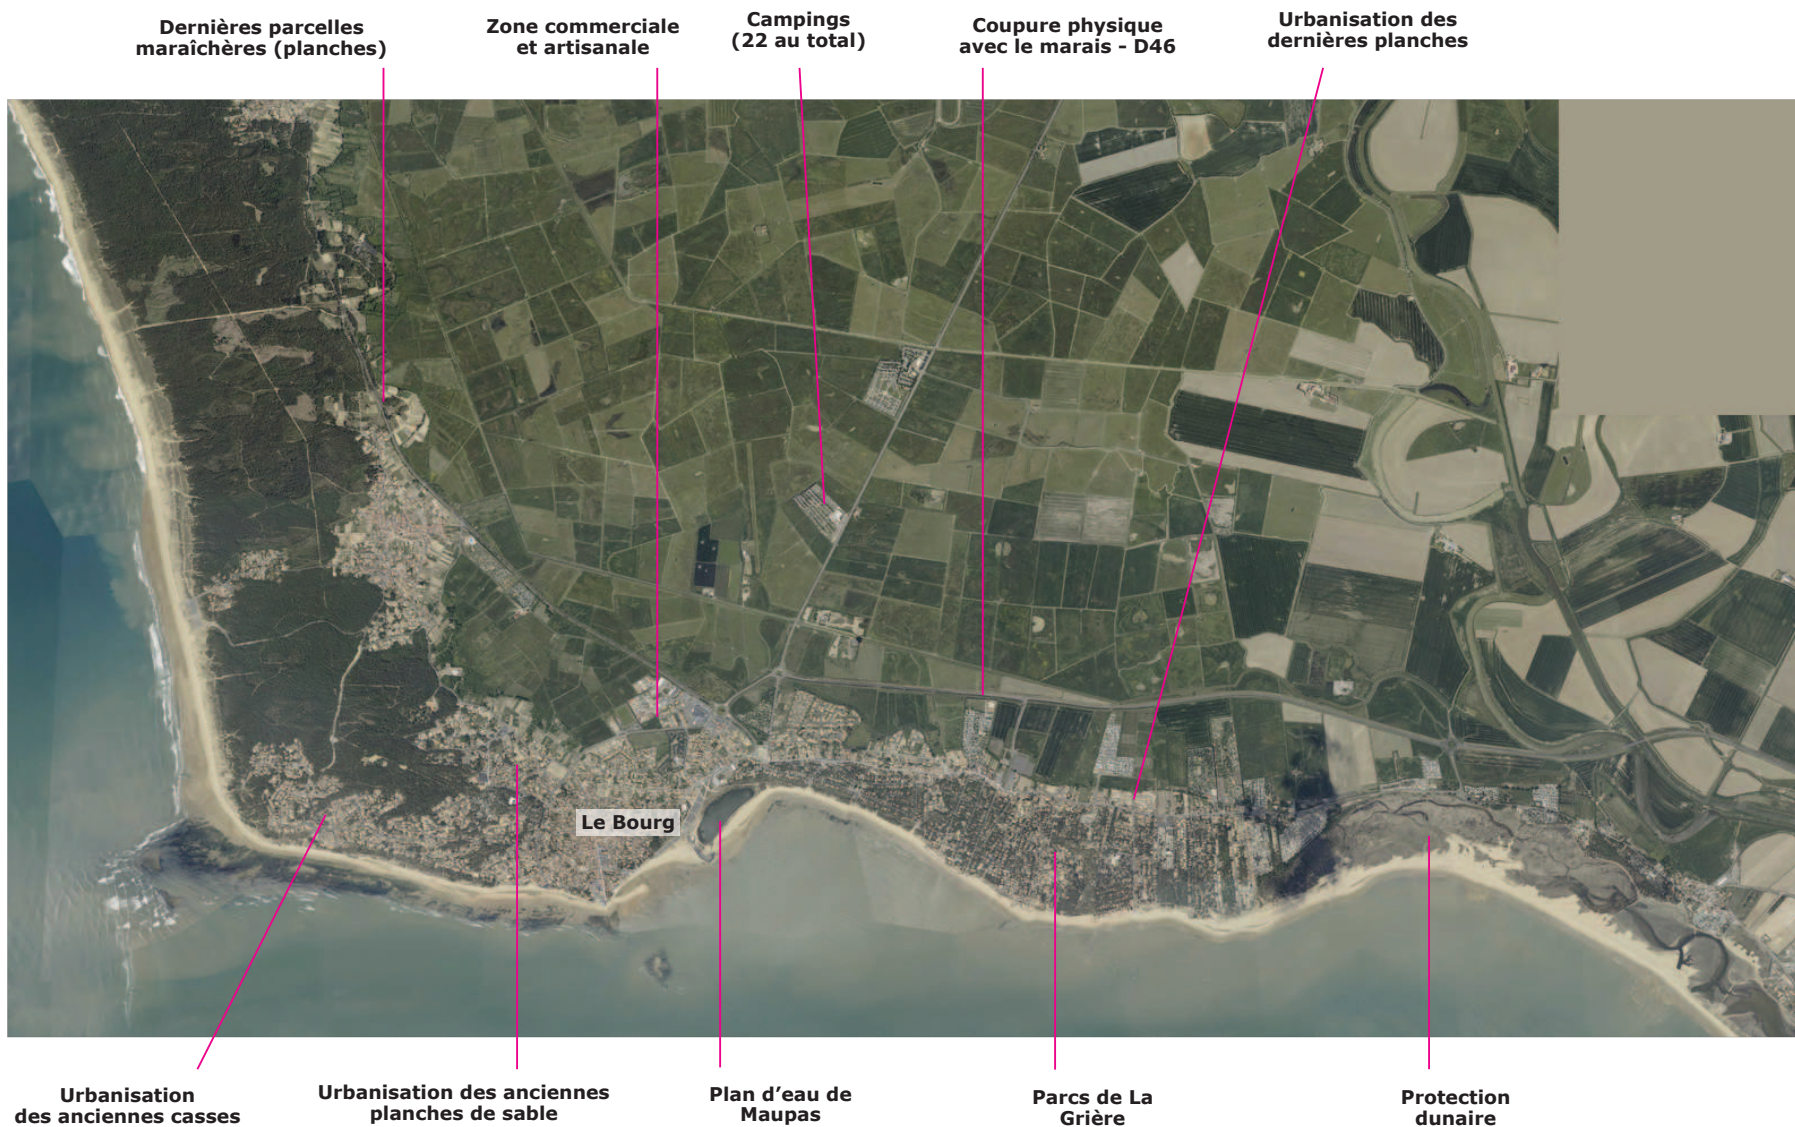 Dernières parcelles
maraîchères (planches)
Zone commerciale
et artisanale
Campings
(22 au total)
Coupure physique
avec le marais - D46
Urbanisation des
dernières planches
Le Bourg
Urbanisation
des anciennes casses
Urbanisation des anciennes
planches de sable
Plan d'eau de
Maupas
Parcs de La
Grière
Protection
dunaire